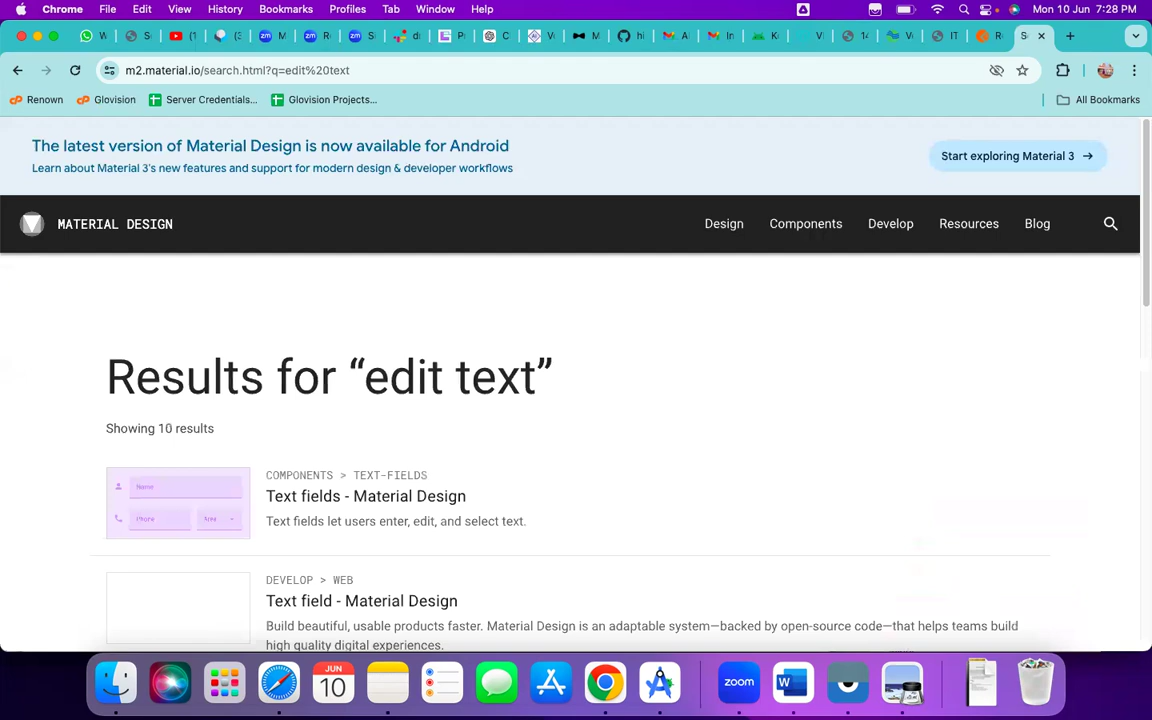 Chrome File Edit View History Bookmarks Profiles Tab Window Help Mon 10 Jun 7:28 PM
m2.material.io/search.html?q=edit%20text
Renown Glovision Server Credentials... Glovision Projects... All Bookmarks
The latest version of Material Design is now available for Android
Learn about Material 3's new features and support for modern design & developer workflows
Start exploring Material 3 →
MATERIAL DESIGN Design Components Develop Resources Blog
Results for “edit text”
Showing 10 results
COMPONENTS > TEXT-FIELDS
Text fields - Material Design
Text fields let users enter, edit, and select text.
Name
Phone
DEVELOP > WEB
Text field - Material Design
Build beautiful, usable products faster. Material Design is an adaptable system—backed by open-source code—that helps teams build
high quality digital experiences.
JUN
10
zoom